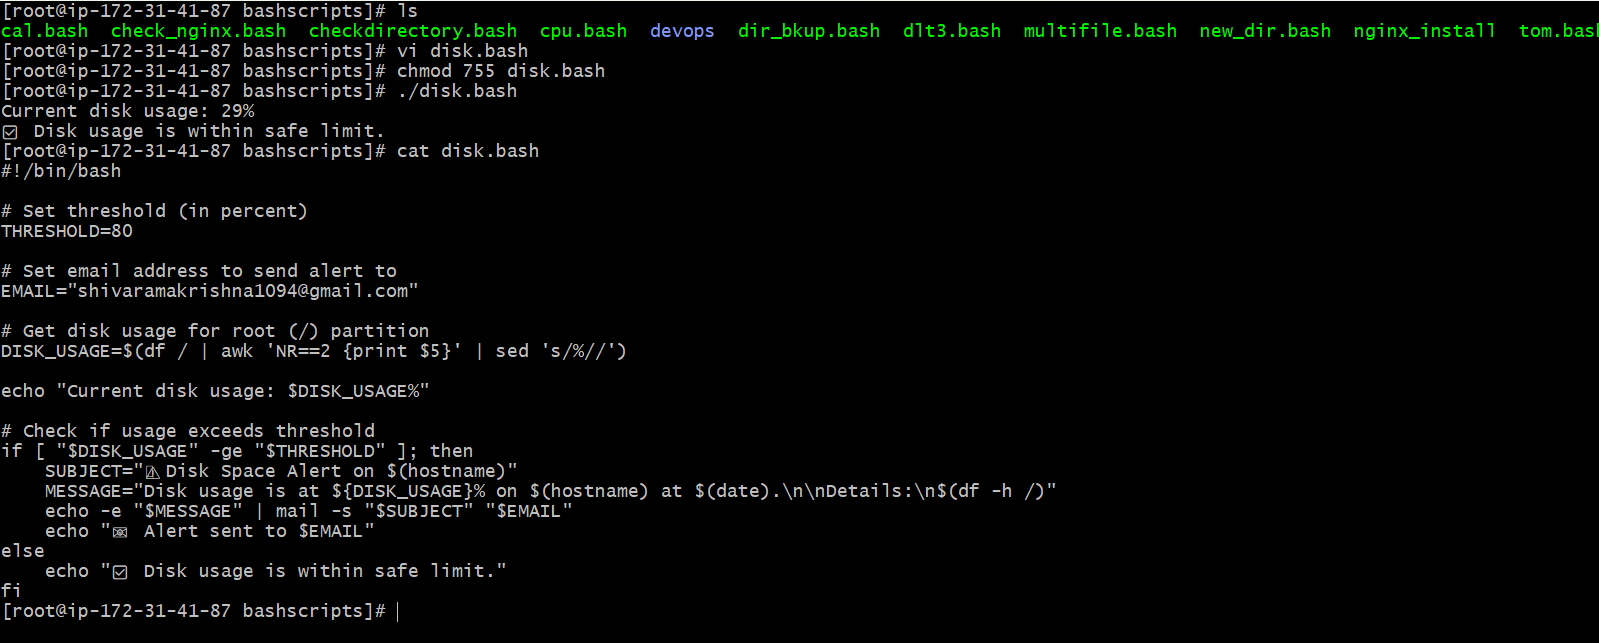 [root@ip-172-31-41-87 bashscripts]# ls
cal.bash  check_nginx.bash  checkdirectory.bash  cpu.bash  devops  dir_bkup.bash  dlt3.bash  multifile.bash  new_dir.bash  nginx_install  tom.bash
[root@ip-172-31-41-87 bashscripts]# vi disk.bash
[root@ip-172-31-41-87 bashscripts]# chmod 755 disk.bash
[root@ip-172-31-41-87 bashscripts]# ./disk.bash
Current disk usage: 29%
☑ Disk usage is within safe limit.
[root@ip-172-31-41-87 bashscripts]# cat disk.bash
#!/bin/bash

# Set threshold (in percent)
THRESHOLD=80

# Set email address to send alert to
EMAIL="shivaramakrishna1094@gmail.com"

# Get disk usage for root (/) partition
DISK_USAGE=$(df / | awk 'NR==2 {print $5}' | sed 's/%//')

echo "Current disk usage: $DISK_USAGE%"

# Check if usage exceeds threshold
if [ "$DISK_USAGE" -ge "$THRESHOLD" ]; then
    SUBJECT="⚠ Disk Space Alert on $(hostname)"
    MESSAGE="Disk usage is at ${DISK_USAGE}% on $(hostname) at $(date).\n\nDetails:\n$(df -h /)"
    echo -e "$MESSAGE" | mail -s "$SUBJECT" "$EMAIL"
    echo "📧 Alert sent to $EMAIL"
else
    echo "☑ Disk usage is within safe limit."
fi
[root@ip-172-31-41-87 bashscripts]#